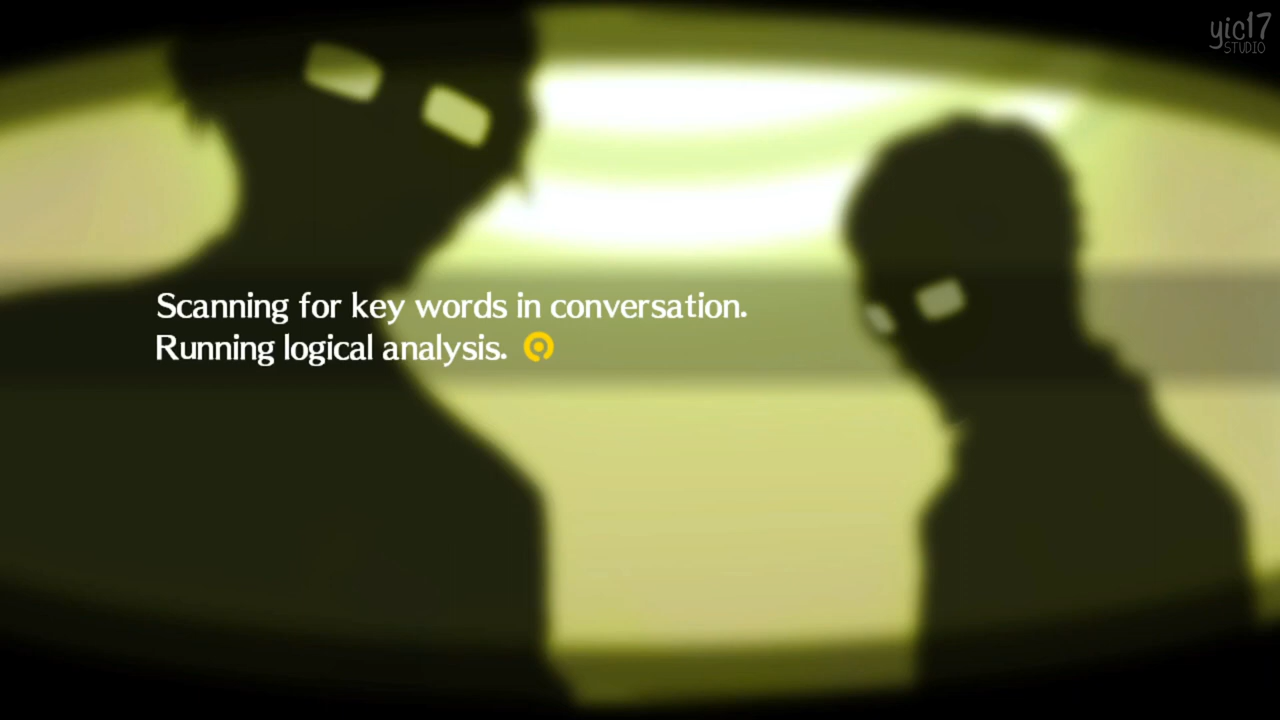 yic17
STUDIO
Scanning for key words in conversation.
Running logical analysis.